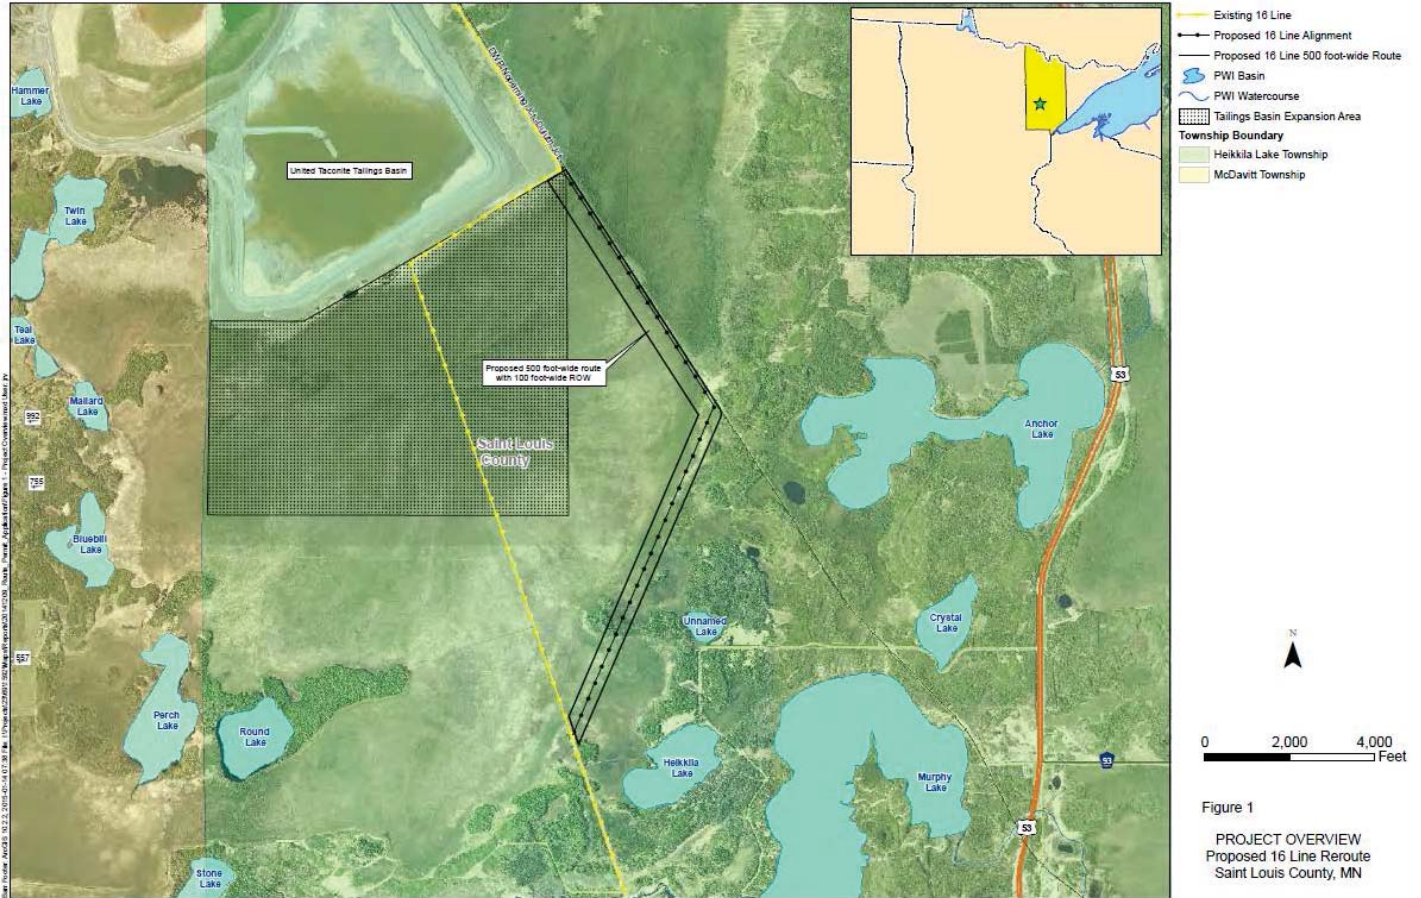 Existing 16 Line
Proposed 16 Line Alignment
Proposed 16 Line 500 foot-wide Route
PWI Basin
PWI Watercourse
Tailings Basin Expansion Area
Township Boundary
Heikkila Lake Township
McDavitt Township
Hammer
Lake
United Taconite Tailings Basin
Twin
Lake
Teal
Lake
Proposed 500 foot-wide route
with 100 foot-wide ROW
53
Mallard
Lake
992
Anchor
Lake
Saint Louis
County
755
Bluebill
Lake
Unnamed
Lake
Crystal
Lake
557
N
Perch
Lake
Round
Lake
Heikkila
Lake
Murphy
Lake
93
0 2,000 4,000
Feet
Figure 1
53
PROJECT OVERVIEW
Proposed 16 Line Reroute
Saint Louis County, MN
Stone
Lake